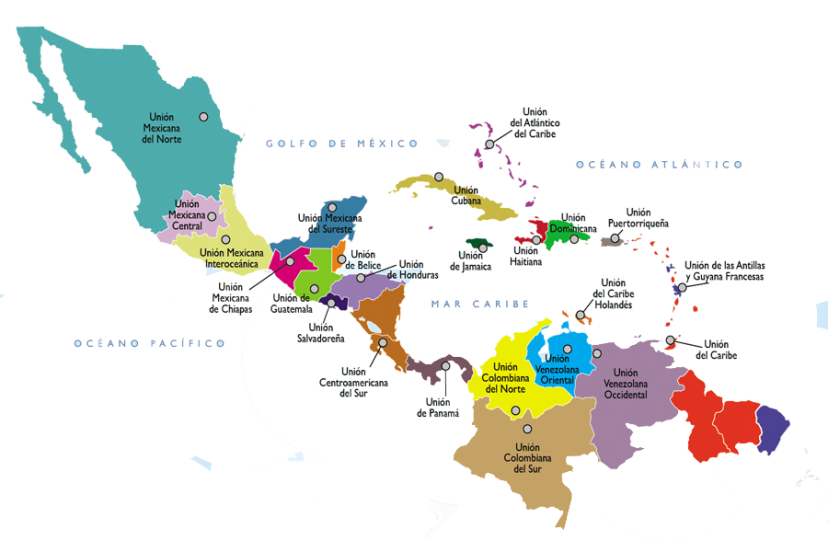 Unión
del Atlántico
del Caribe
GOLFO DE MÉXICO
OCÉANO ATLÁNTICO
Unión
Mexicana
del Norte
Unión
Cubana
Unión
Mexicana
Central
Unión Mexicana
del Sureste
Unión
Dominicana
Unión
Puertorriqueña
Unión Mexicana
Interoceánica
Unión
de Belice
Unión
de Honduras
Unión
de Jamaica
Unión
Haitiana
Unión de las Antillas
y Guyana Francesas
Unión
Mexicana
de Chiapas
Unión de
Guatemala
MAR CARIBE
Unión
del Caribe
Holandés
OCÉANO PACÍFICO
Unión
Salvadoreña
Unión
del Caribe
Unión
Centroamericana
del Sur
Unión
Colombiana
del Norte
Unión
Venezolana
Oriental
Unión
Venezolana
Occidental
Unión
de Panamá
Unión
Colombiana
del Sur